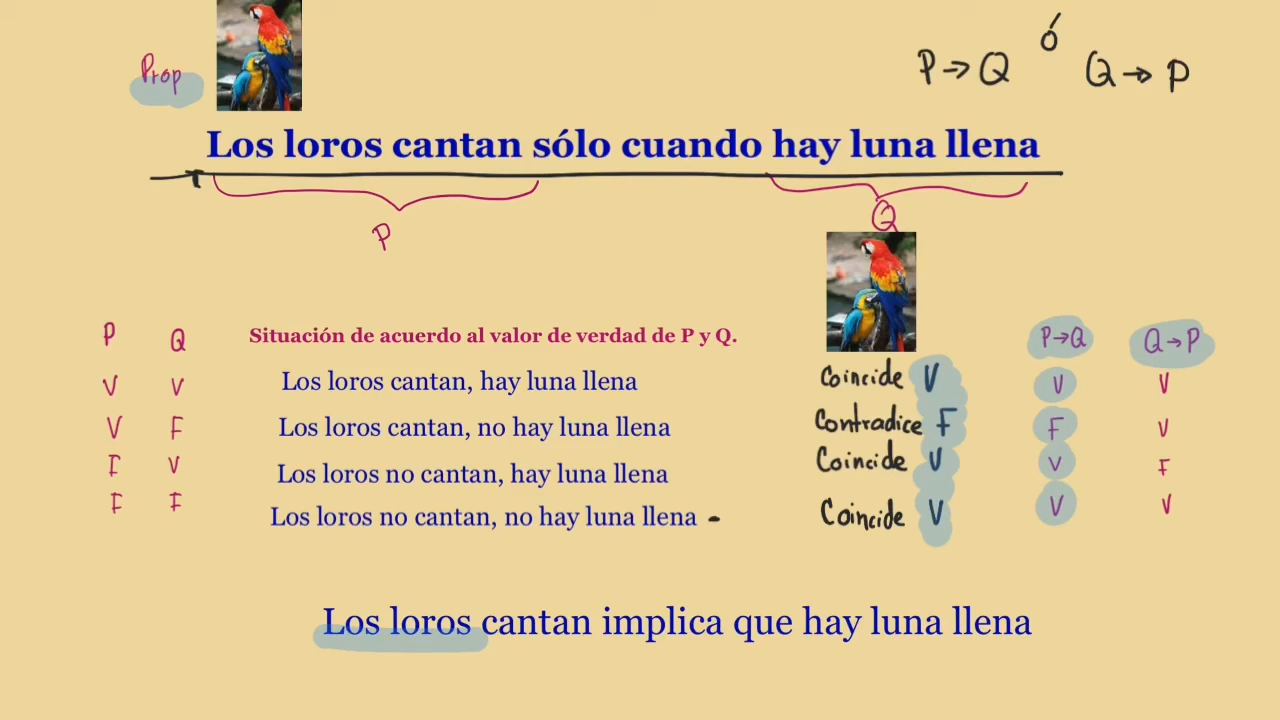 Prop
P→Q ó Q→P
Los loros cantan sólo cuando hay luna llena
P Q
P Q Situación de acuerdo al valor de verdad de P y Q. P→Q Q→P
V V Los loros cantan, hay luna llena Coincide V V V
V F Los loros cantan, no hay luna llena Contradice F F V
F V Los loros no cantan, hay luna llena Coincide V V F
F F Los loros no cantan, no hay luna llena Coincide V V V
Los loros cantan implica que hay luna llena